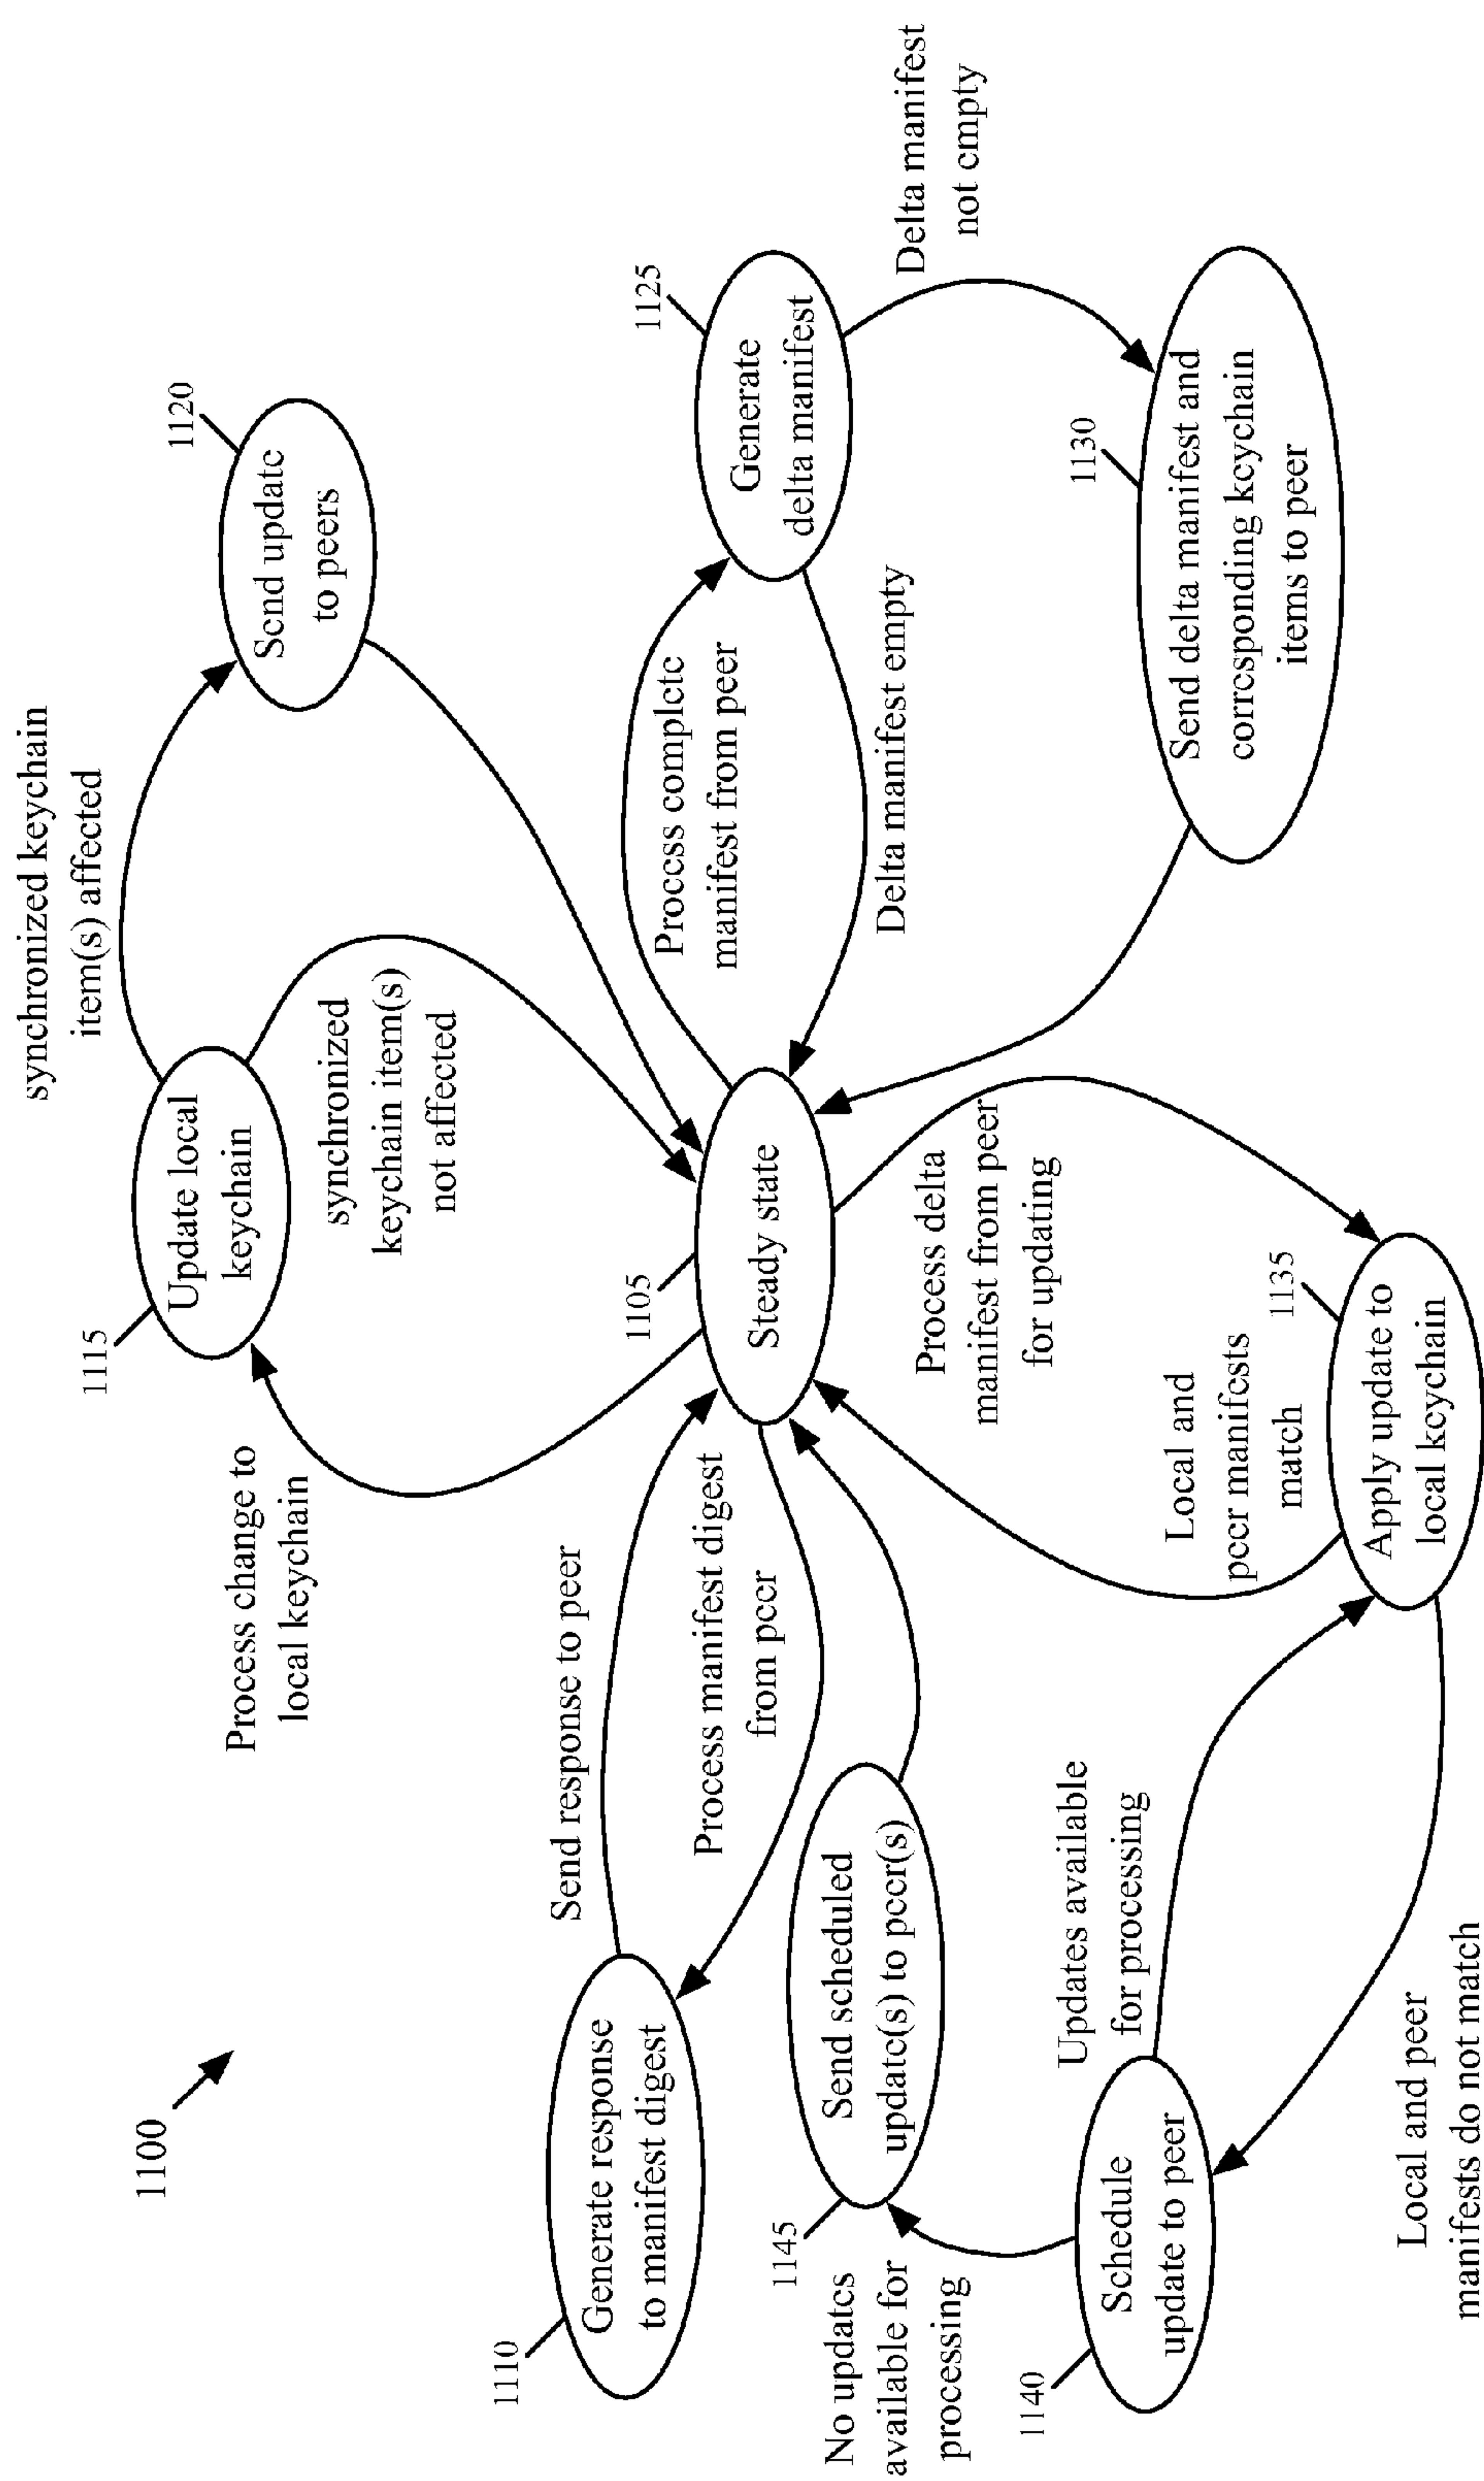 1100
synchronized keychain
item(s) affected
Process change to
local keychain
1115
Update local
keychain
synchronized
keychain item(s)
not affected
1120
Send update
to peers
1110
Generate response
to manifest digest
Send response to peer
Process manifest digest
from peer
1105
Steady state
Process complete
manifest from peer
1125
Generate
delta manifest
Delta manifest empty
Delta manifest
not empty
1145
Send scheduled
update(s) to peer(s)
No updates
available for
processing
Process delta
manifest from peer
for updating
1130
Send delta manifest and
corresponding keychain
items to peer
1140
Schedule
update to peer
Updates available
for processing
Local and
peer manifests
match
1135
Apply update to
local keychain
Local and peer
manifests do not match